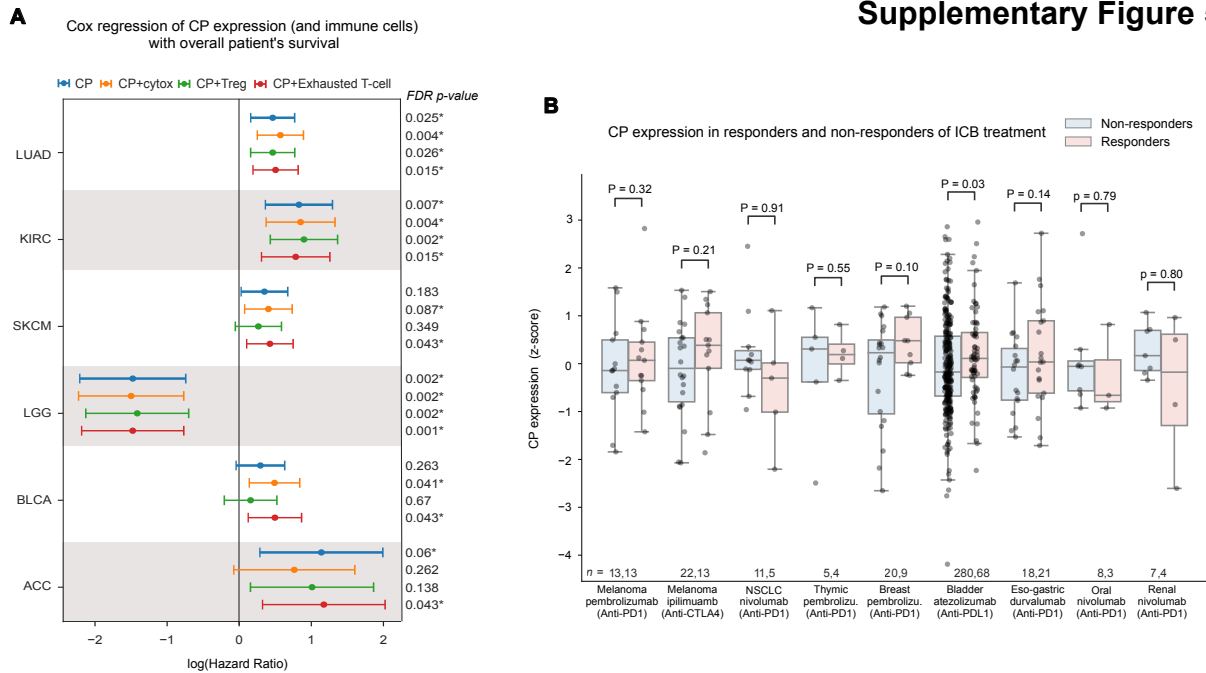 Supplementary Figure
A
Cox regression of CP expression (and immune cells)
with overall patient's survival
CP CP+cytox CP+Treg CP+Exhausted T-cell
FDR p-value
LUAD
0.025*
0.004*
0.026*
0.015*
KIRC
0.007*
0.004*
0.002*
0.015*
SKCM
0.183
0.087*
0.349
0.043*
LGG
0.002*
0.002*
0.002*
0.001*
BLCA
0.263
0.041*
0.67
0.043*
ACC
0.06*
0.262
0.138
0.043*
−2 −1 0 1 2
log(Hazard Ratio)
B
CP expression in responders and non-responders of ICB treatment
Non-responders
Responders
CP expression (z-score)
3
2
1
0
−1
−2
−3
−4
P = 0.32
P = 0.21
P = 0.91
P = 0.55
P = 0.10
P = 0.03
P = 0.14
p = 0.79
p = 0.80
n = 13,13 22,13 11,5 5,4 20,9 280,68 18,21 8,3 7,4
Melanoma
pembrolizumab
(Anti-PD1)
Melanoma
ipilimuamb
(Anti-CTLA4)
NSCLC
nivolumab
(Anti-PD1)
Thymic
pembrolizu.
(Anti-PD1)
Breast
pembrolizu.
(Anti-PD1)
Bladder
atezolizumab
(Anti-PDL1)
Eso-gastric
durvalumab
(Anti-PD1)
Oral
nivolumab
(Anti-PD1)
Renal
nivolumab
(Anti-PD1)